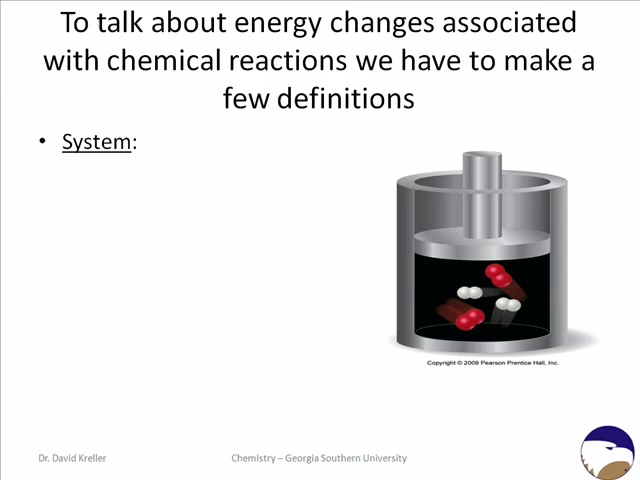 To talk about energy changes associated
with chemical reactions we have to make a
few definitions
• System:
Copyright © 2009 Pearson Prentice Hall, Inc.
Dr. David Kreller
Chemistry – Georgia Southern University